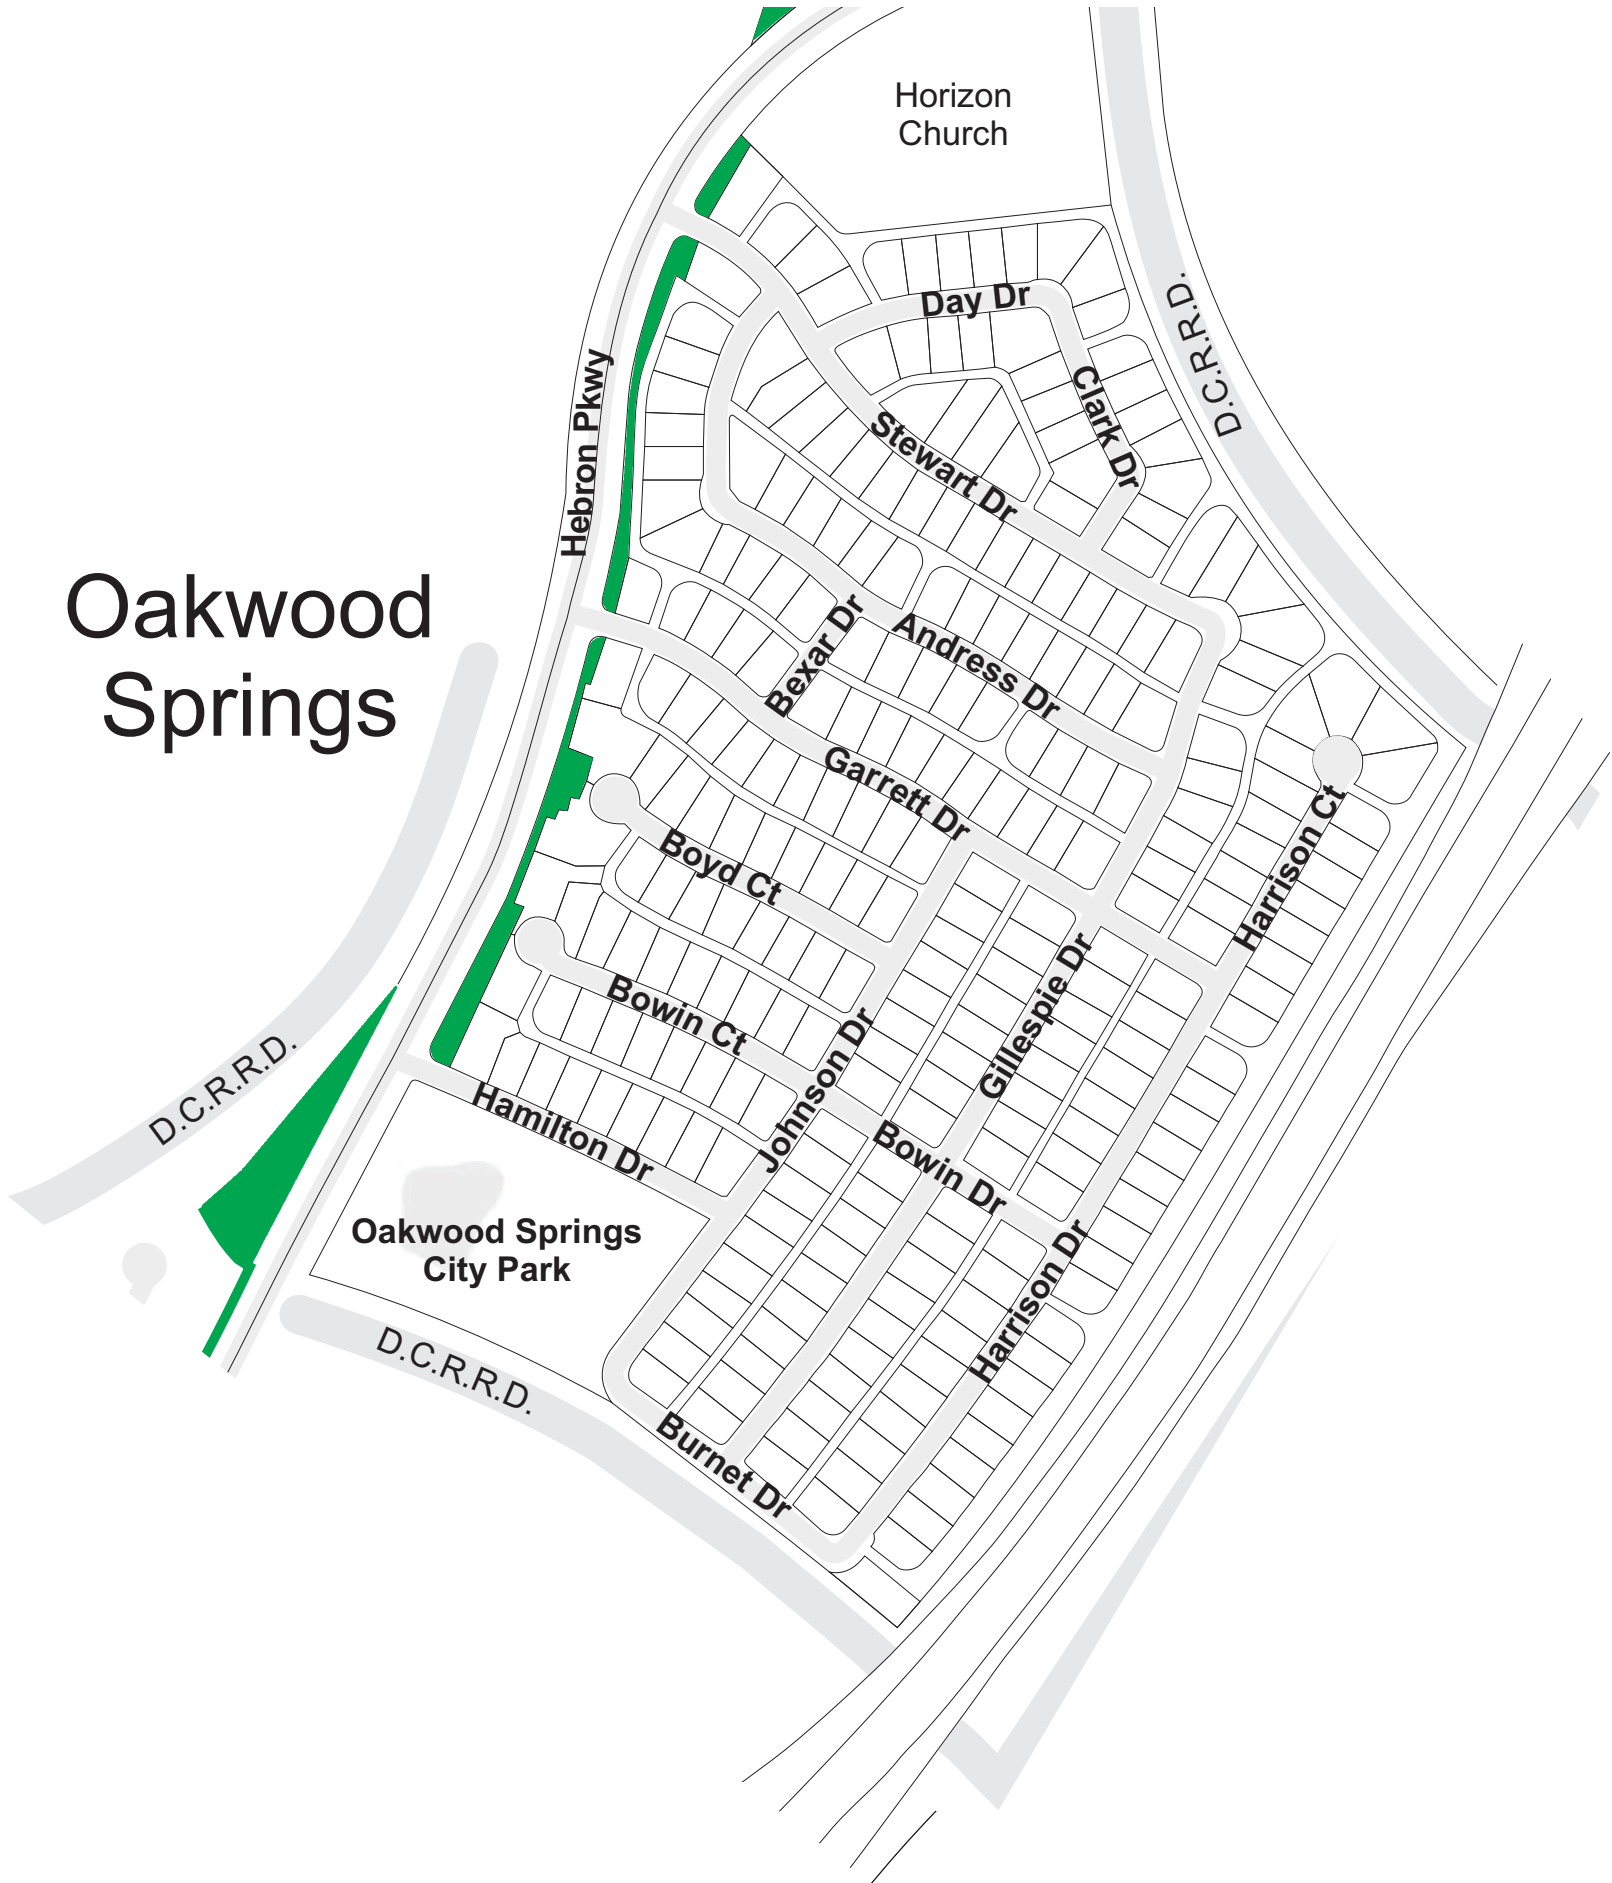 Horizon
Church
Day Dr
D.C.R.R.D.
Hebron Pkwy
Clark Dr
Stewart Dr
Oakwood
Springs
Bexar Dr
Andress Dr
Garrett Dr
Harrison Ct
Boyd Ct
Bowin Ct
Gillespie Dr
Johnson Dr
D.C.R.R.D.
Hamilton Dr
Bowin Dr
Oakwood Springs
City Park
Harrison Dr
D.C.R.R.D.
Burnet Dr